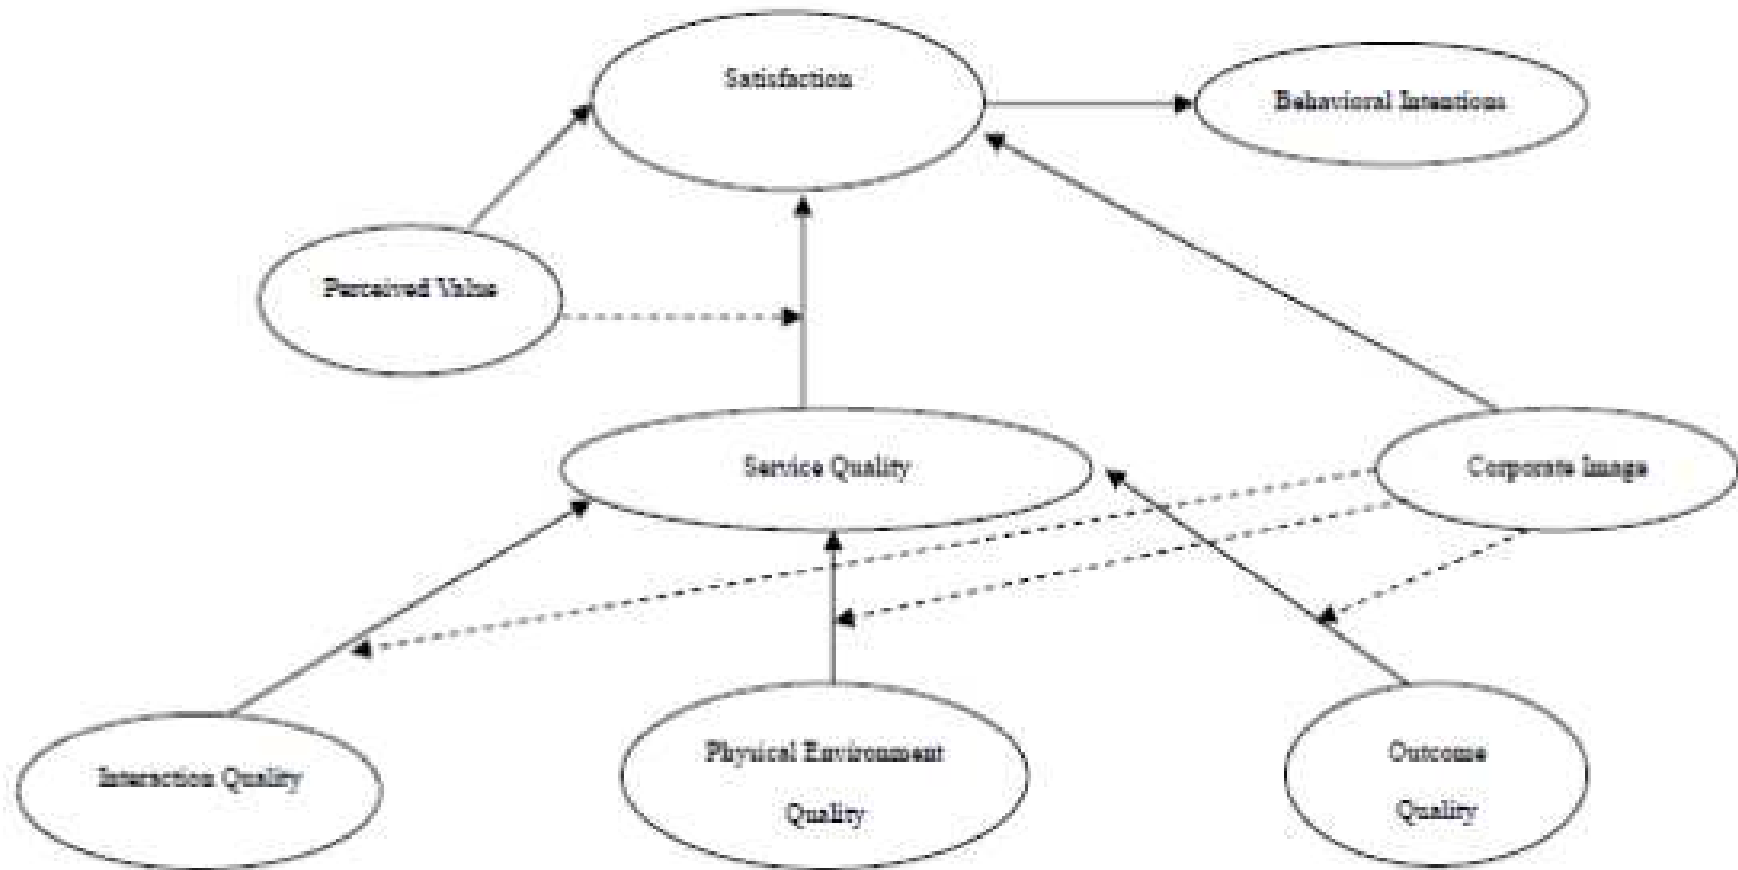 Satisfaction
Behavioral Intentions
Perceived Value
Service Quality
Corporate Image
Interaction Quality
Physical Environment
Quality
Outcome
Quality